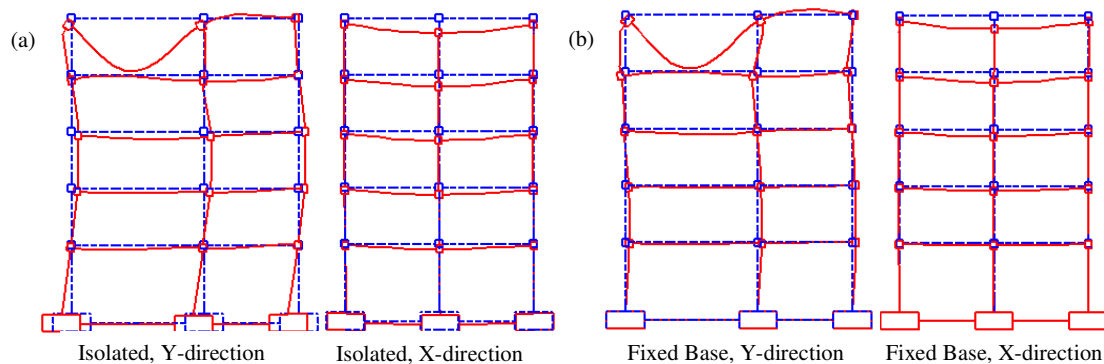 (a)
(b)
Isolated, Y-direction
Isolated, X-direction
Fixed Base, Y-direction
Fixed Base, X-direction